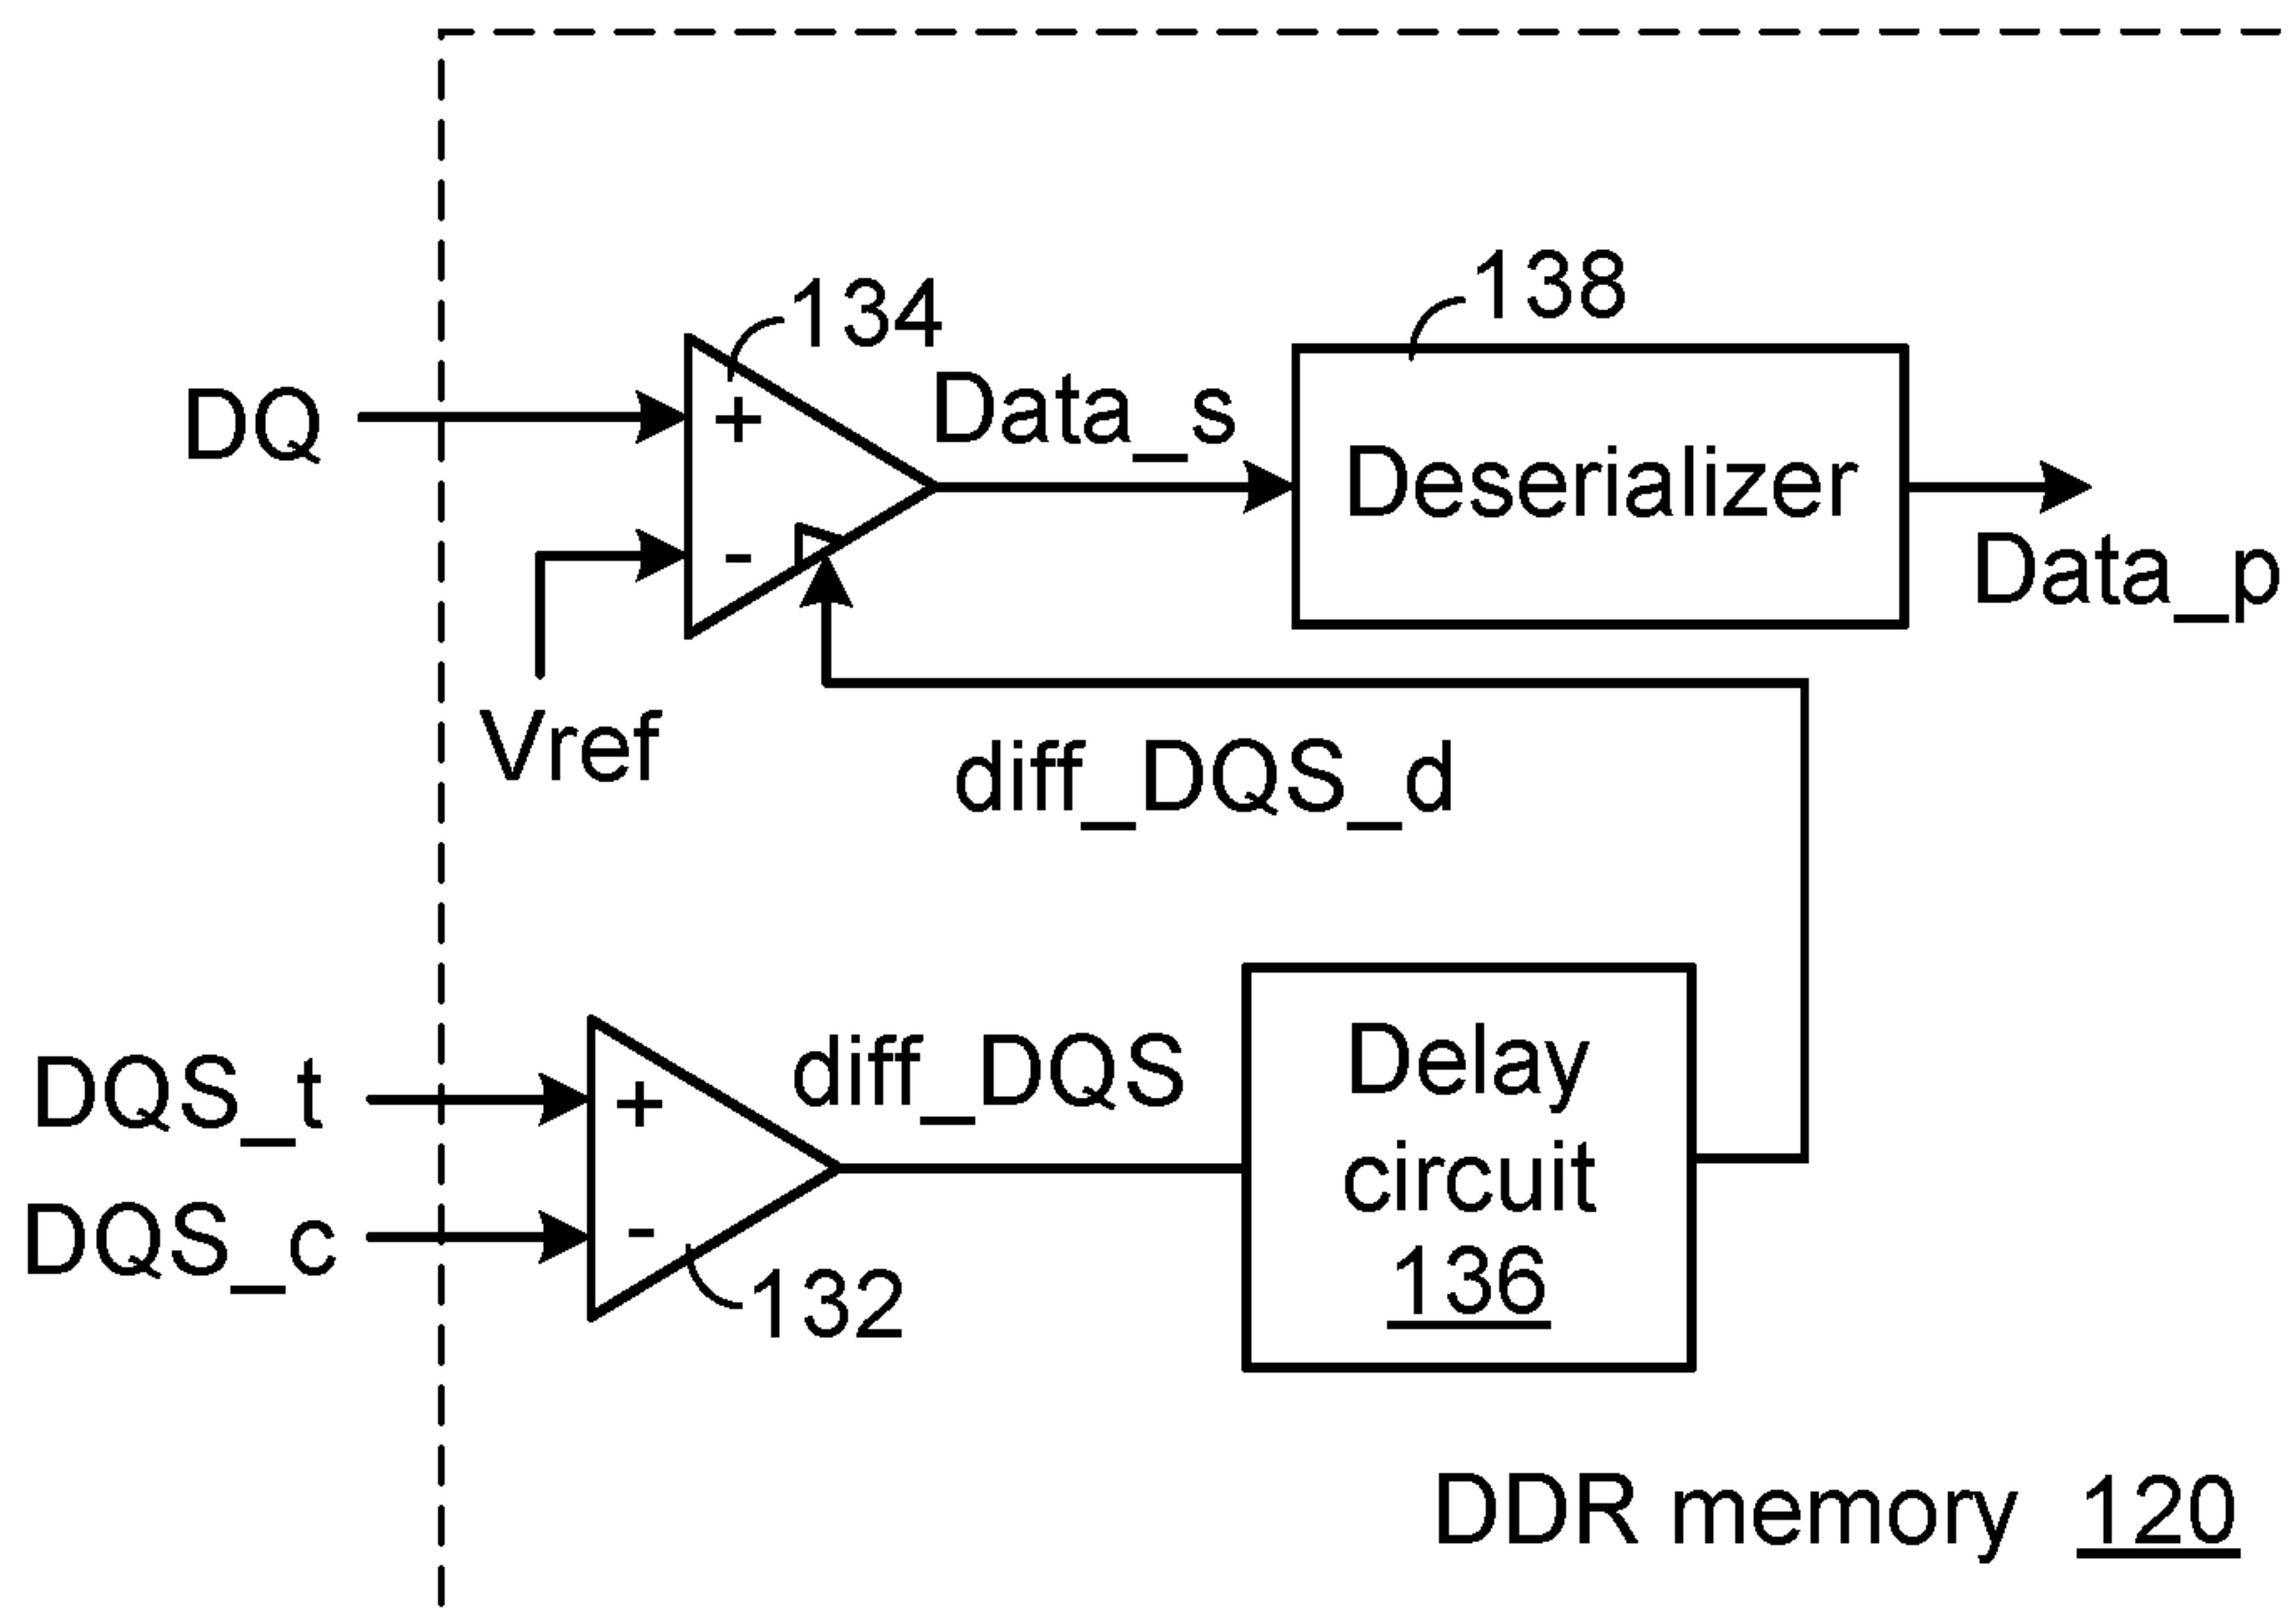 134
138
DQ
+
Data_s
Deserializer
-
Data_p
Vref
diff_DQS_d
DQS_t
+
diff_DQS
Delay
circuit
136
DQS_c
-
132
DDR memory 120